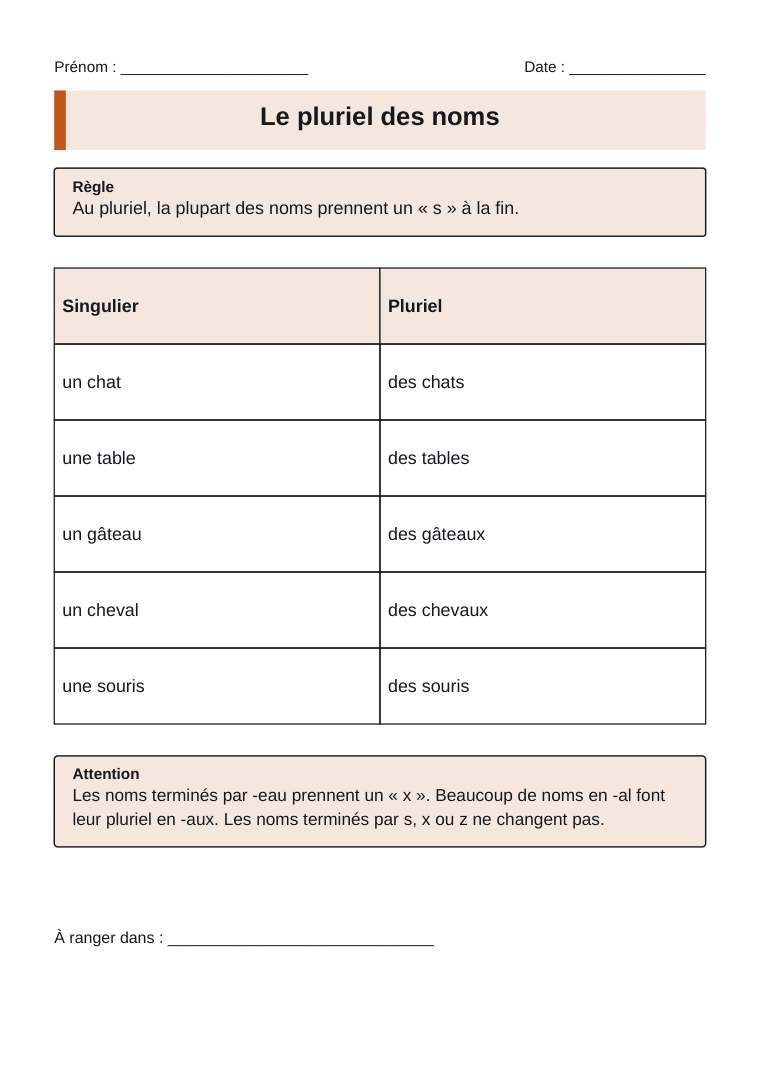 Prénom : ______________________ Date : ________________
Le pluriel des noms
Règle
Au pluriel, la plupart des noms prennent un « s » à la fin.
Singulier Pluriel
un chat des chats
une table des tables
un gâteau des gâteaux
un cheval des chevaux
une souris des souris
Attention
Les noms terminés par -eau prennent un « x ». Beaucoup de noms en -al font
leur pluriel en -aux. Les noms terminés par s, x ou z ne changent pas.
À ranger dans : ______________________________